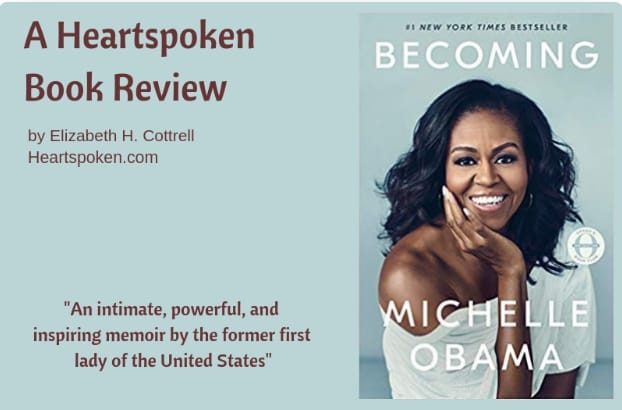 A Heartspoken
Book Review
by Elizabeth H. Cottrell
Heartspoken.com
"An intimate, powerful, and
inspiring memoir by the former first
lady of the United States"
#1 NEW YORK TIMES BESTSELLER
BECOMING
MICHELLE
OBAMA